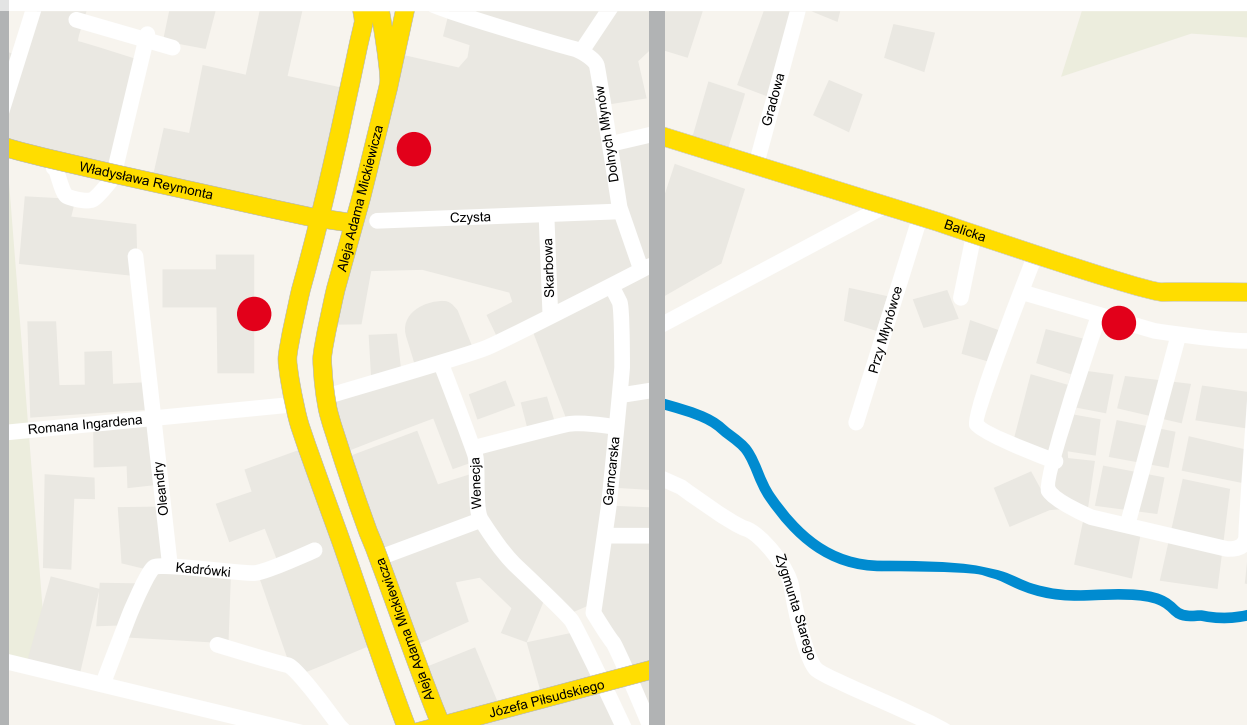 Dolnych Młynów
Władysława Reymonta
Aleja Adama Mickiewicza
Czysta
Skarbowa
Romana Ingardena
Oleandry
Wenecja
Garncarska
Kadrówki
Aleja Adama Mickiewicza
Józefa Piłsudskiego
Gradowa
Balicka
Przy Młynówce
Zygmunta Starego